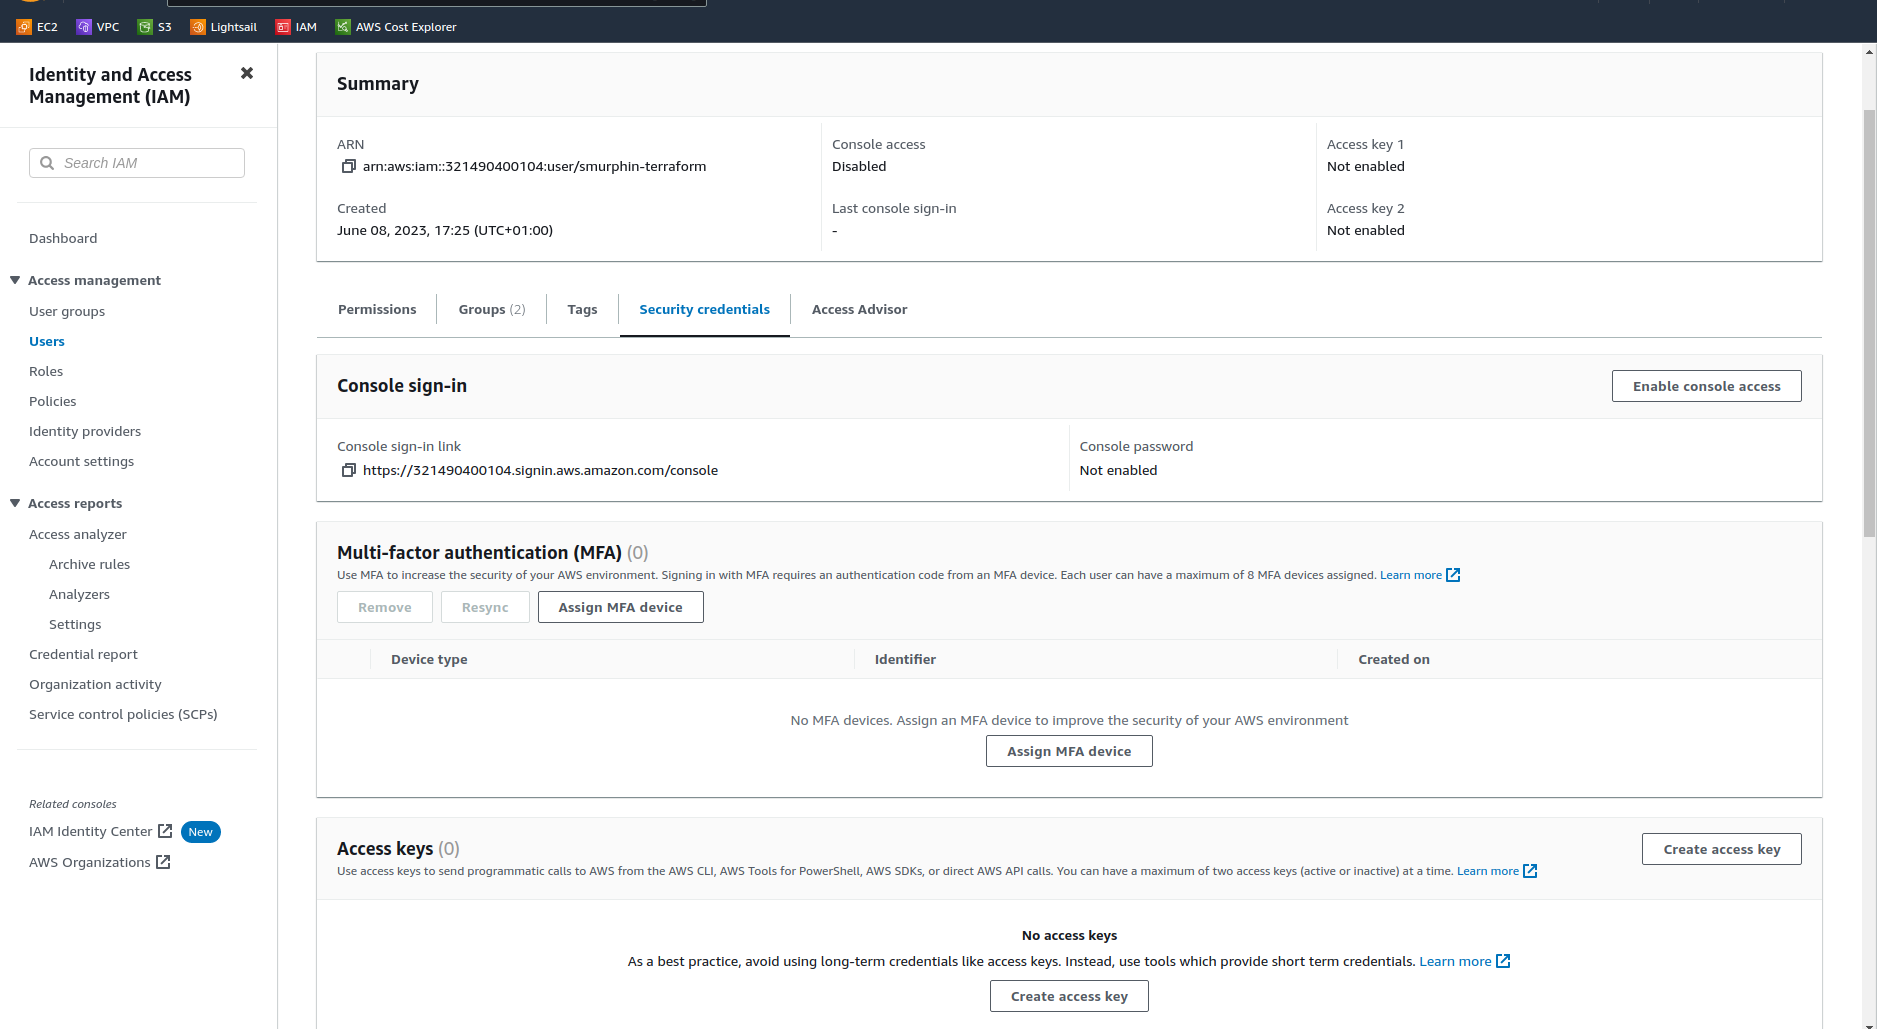 EC2 VPC S3 Lightsail IAM AWS Cost Explorer
Identity and Access
Management (IAM)
Search IAM
Dashboard
Access management
User groups
Users
Roles
Policies
Identity providers
Account settings
Access reports
Access analyzer
Archive rules
Analyzers
Settings
Credential report
Organization activity
Service control policies (SCPs)
Related consoles
IAM Identity Center New
AWS Organizations
Summary
ARN
arn:aws:iam::321490400104:user/smurphin-terraform
Created
June 08, 2023, 17:25 (UTC+01:00)
Console access
Disabled
Last console sign-in
-
Access key 1
Not enabled
Access key 2
Not enabled
Permissions Groups (2) Tags Security credentials Access Advisor
Console sign-in
Enable console access
Console sign-in link
https://321490400104.signin.aws.amazon.com/console
Console password
Not enabled
Multi-factor authentication (MFA) (0)
Use MFA to increase the security of your AWS environment. Signing in with MFA requires an authentication code from an MFA device. Each user can have a maximum of 8 MFA devices assigned. Learn more
Remove Resync Assign MFA device
Device type Identifier Created on
No MFA devices. Assign an MFA device to improve the security of your AWS environment
Assign MFA device
Access keys (0)
Create access key
Use access keys to send programmatic calls to AWS from the AWS CLI, AWS Tools for PowerShell, AWS SDKs, or direct AWS API calls. You can have a maximum of two access keys (active or inactive) at a time. Learn more
No access keys
As a best practice, avoid using long-term credentials like access keys. Instead, use tools which provide short term credentials. Learn more
Create access key